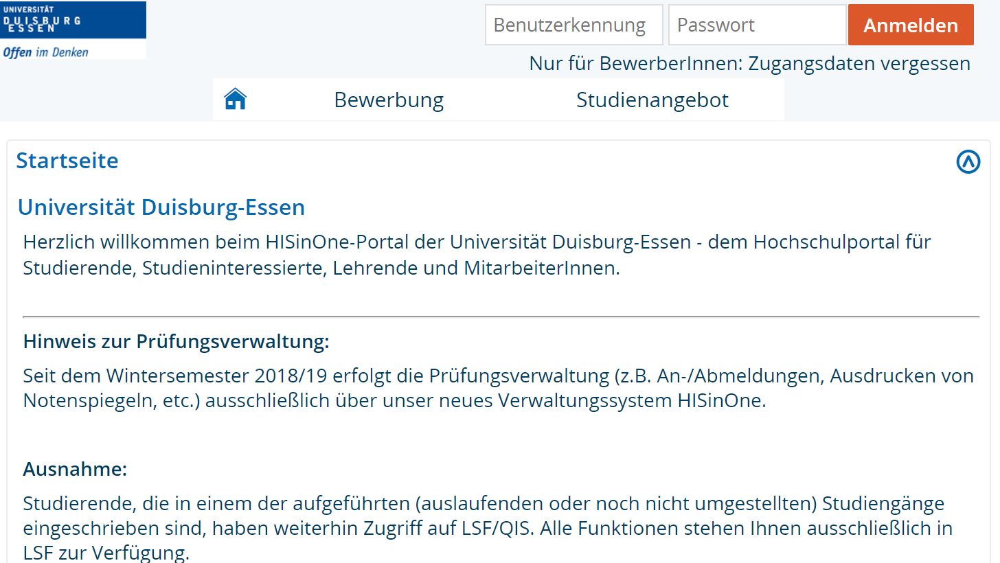 UNIVERSITÄT
DUISBURG
ESSEN
Offen im Denken
Benutzerkennung
Passwort
Anmelden
Nur für BewerberInnen: Zugangsdaten vergessen
Bewerbung
Studienangebot
Startseite
Universität Duisburg-Essen
Herzlich willkommen beim HISinOne-Portal der Universität Duisburg-Essen - dem Hochschulportal für
Studierende, Studieninteressierte, Lehrende und MitarbeiterInnen.
Hinweis zur Prüfungsverwaltung:
Seit dem Wintersemester 2018/19 erfolgt die Prüfungsverwaltung (z.B. An-/Abmeldungen, Ausdrucken von
Notenspiegeln, etc.) ausschließlich über unser neues Verwaltungssystem HISinOne.
Ausnahme:
Studierende, die in einem der aufgeführten (auslaufenden oder noch nicht umgestellten) Studiengänge
eingeschrieben sind, haben weiterhin Zugriff auf LSF/QIS. Alle Funktionen stehen Ihnen ausschließlich in
LSF zur Verfügung.